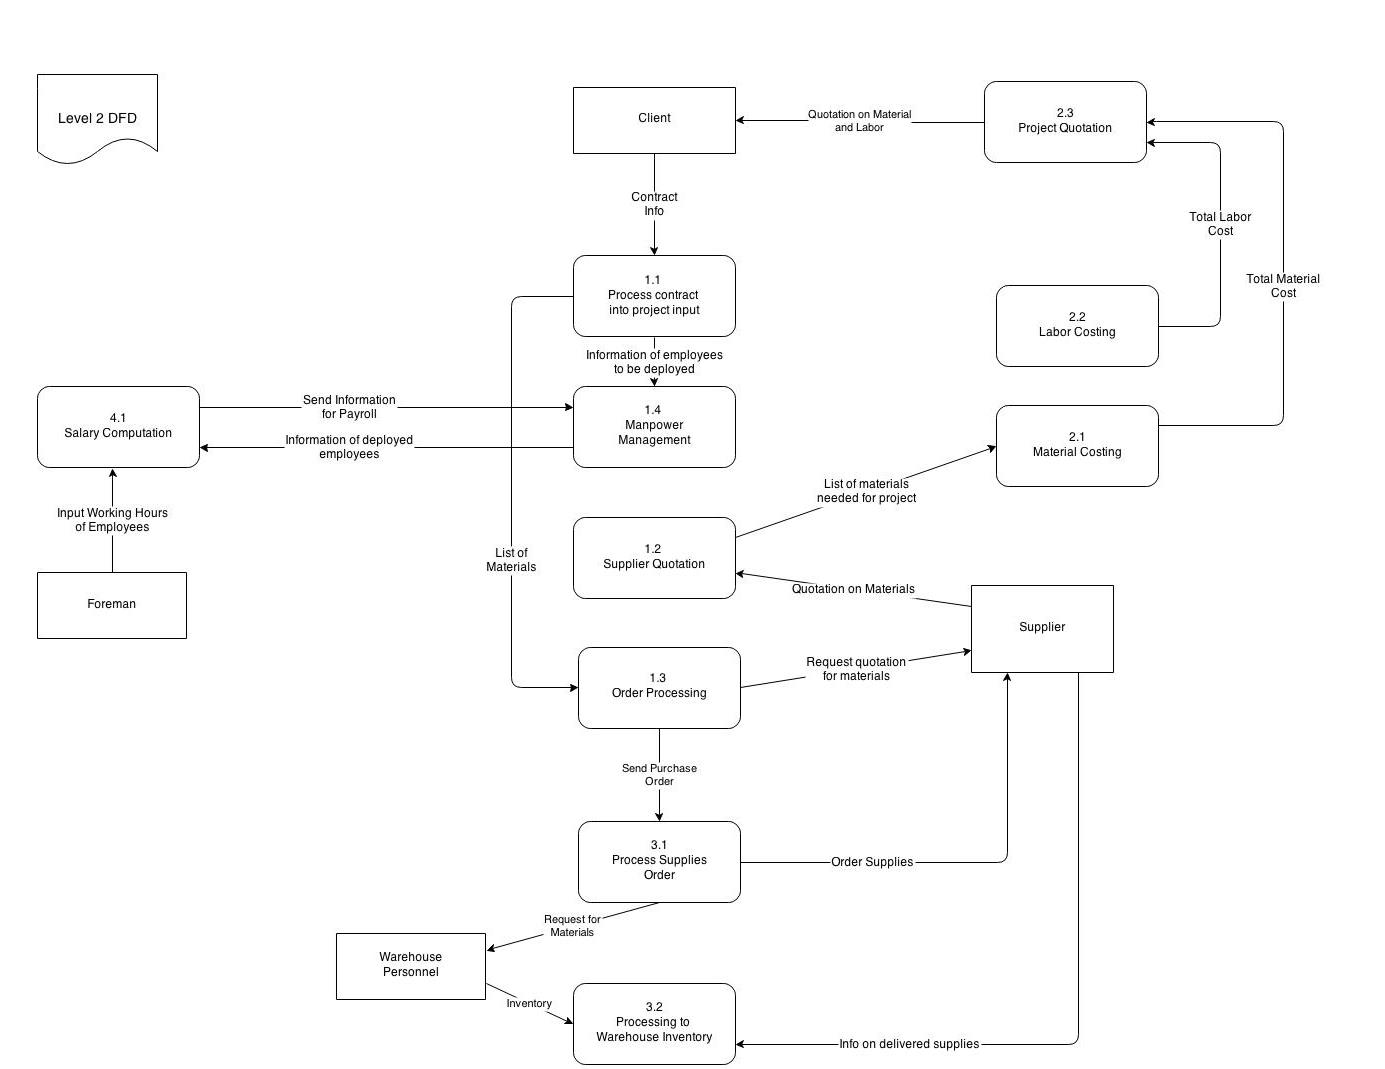 Level 2 DFD
Client
Quotation on Material
and Labor
2.3
Project Quotation
Contract
Info
Total Labor
Cost
1.1
Process contract
into project input
Total Material
Cost
2.2
Labor Costing
Information of employees
to be deployed
4.1
Salary Computation
Send Information
for Payroll
Information of deployed
employees
1.4
Manpower
Management
2.1
Material Costing
List of materials
needed for project
Input Working Hours
of Employees
List of
Materials
1.2
Supplier Quotation
Quotation on Materials
Foreman
Supplier
1.3
Order Processing
Request quotation
for materials
Send Purchase
Order
3.1
Process Supplies
Order
Order Supplies
Request for
Materials
Warehouse
Personnel
Inventory
3.2
Processing to
Warehouse Inventory
Info on delivered supplies